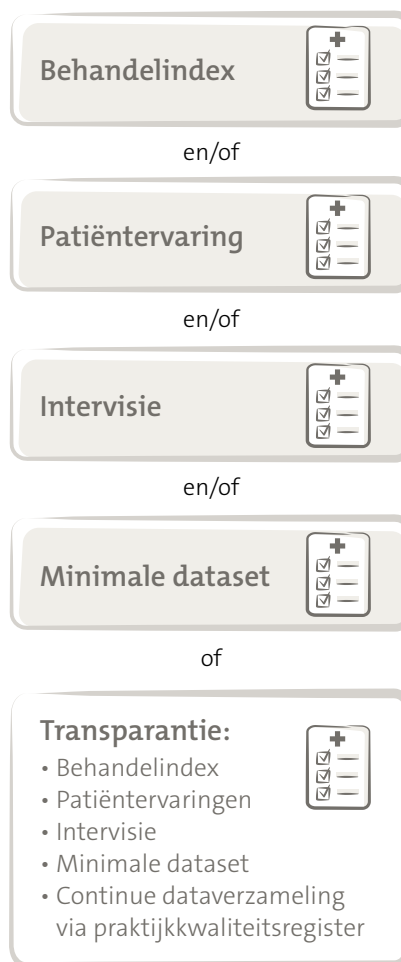 Behandelindex
en/of
Patiëntervaring
en/of
Intervisie
en/of
Minimale dataset
of
Transparantie:
• Behandelindex
• Patiëntervaringen
• Intervisie
• Minimale dataset
• Continue dataverzameling
via praktijkkwaliteitsregister